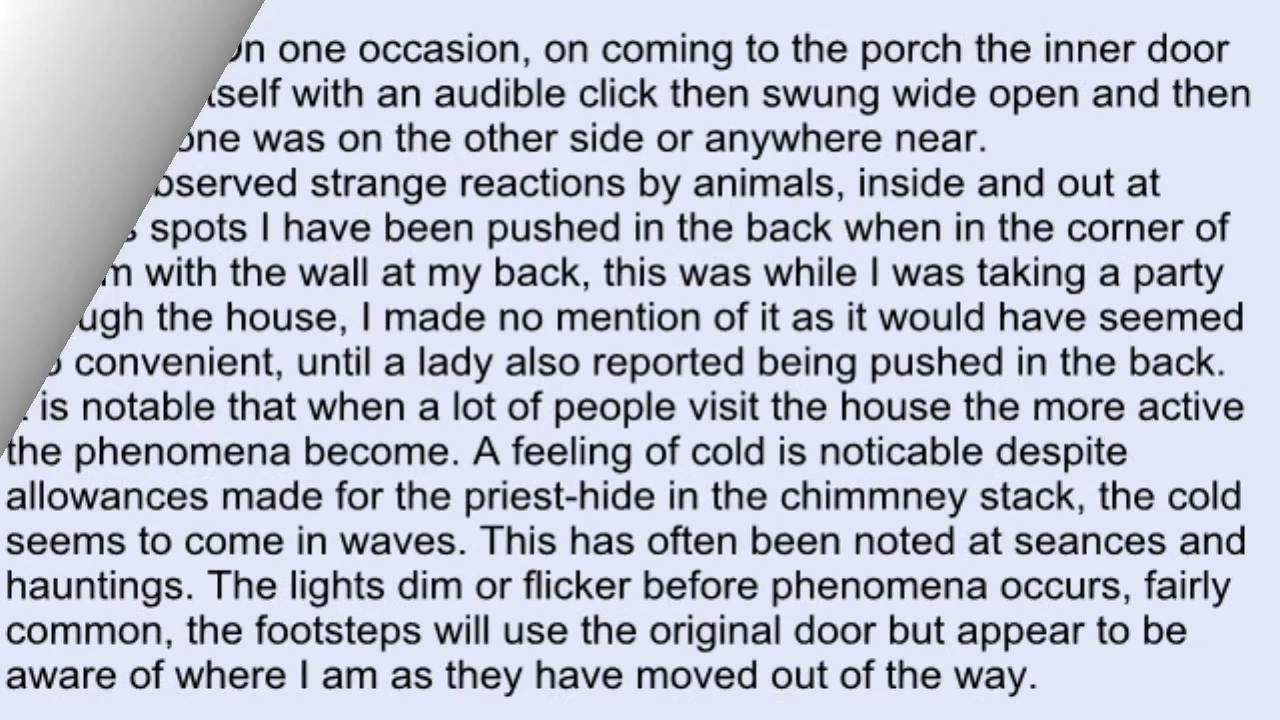 on one occasion, on coming to the porch the inner door
itself with an audible click then swung wide open and then
one was on the other side or anywhere near.
observed strange reactions by animals, inside and out at
spots I have been pushed in the back when in the corner of
with the wall at my back, this was while I was taking a party
the house, I made no mention of it as it would have seemed
convenient, until a lady also reported being pushed in the back.
is notable that when a lot of people visit the house the more active
the phenomena become. A feeling of cold is noticable despite
allowances made for the priest-hide in the chimmney stack, the cold
seems to come in waves. This has often been noted at seances and
hauntings. The lights dim or flicker before phenomena occurs, fairly
common, the footsteps will use the original door but appear to be
aware of where I am as they have moved out of the way.